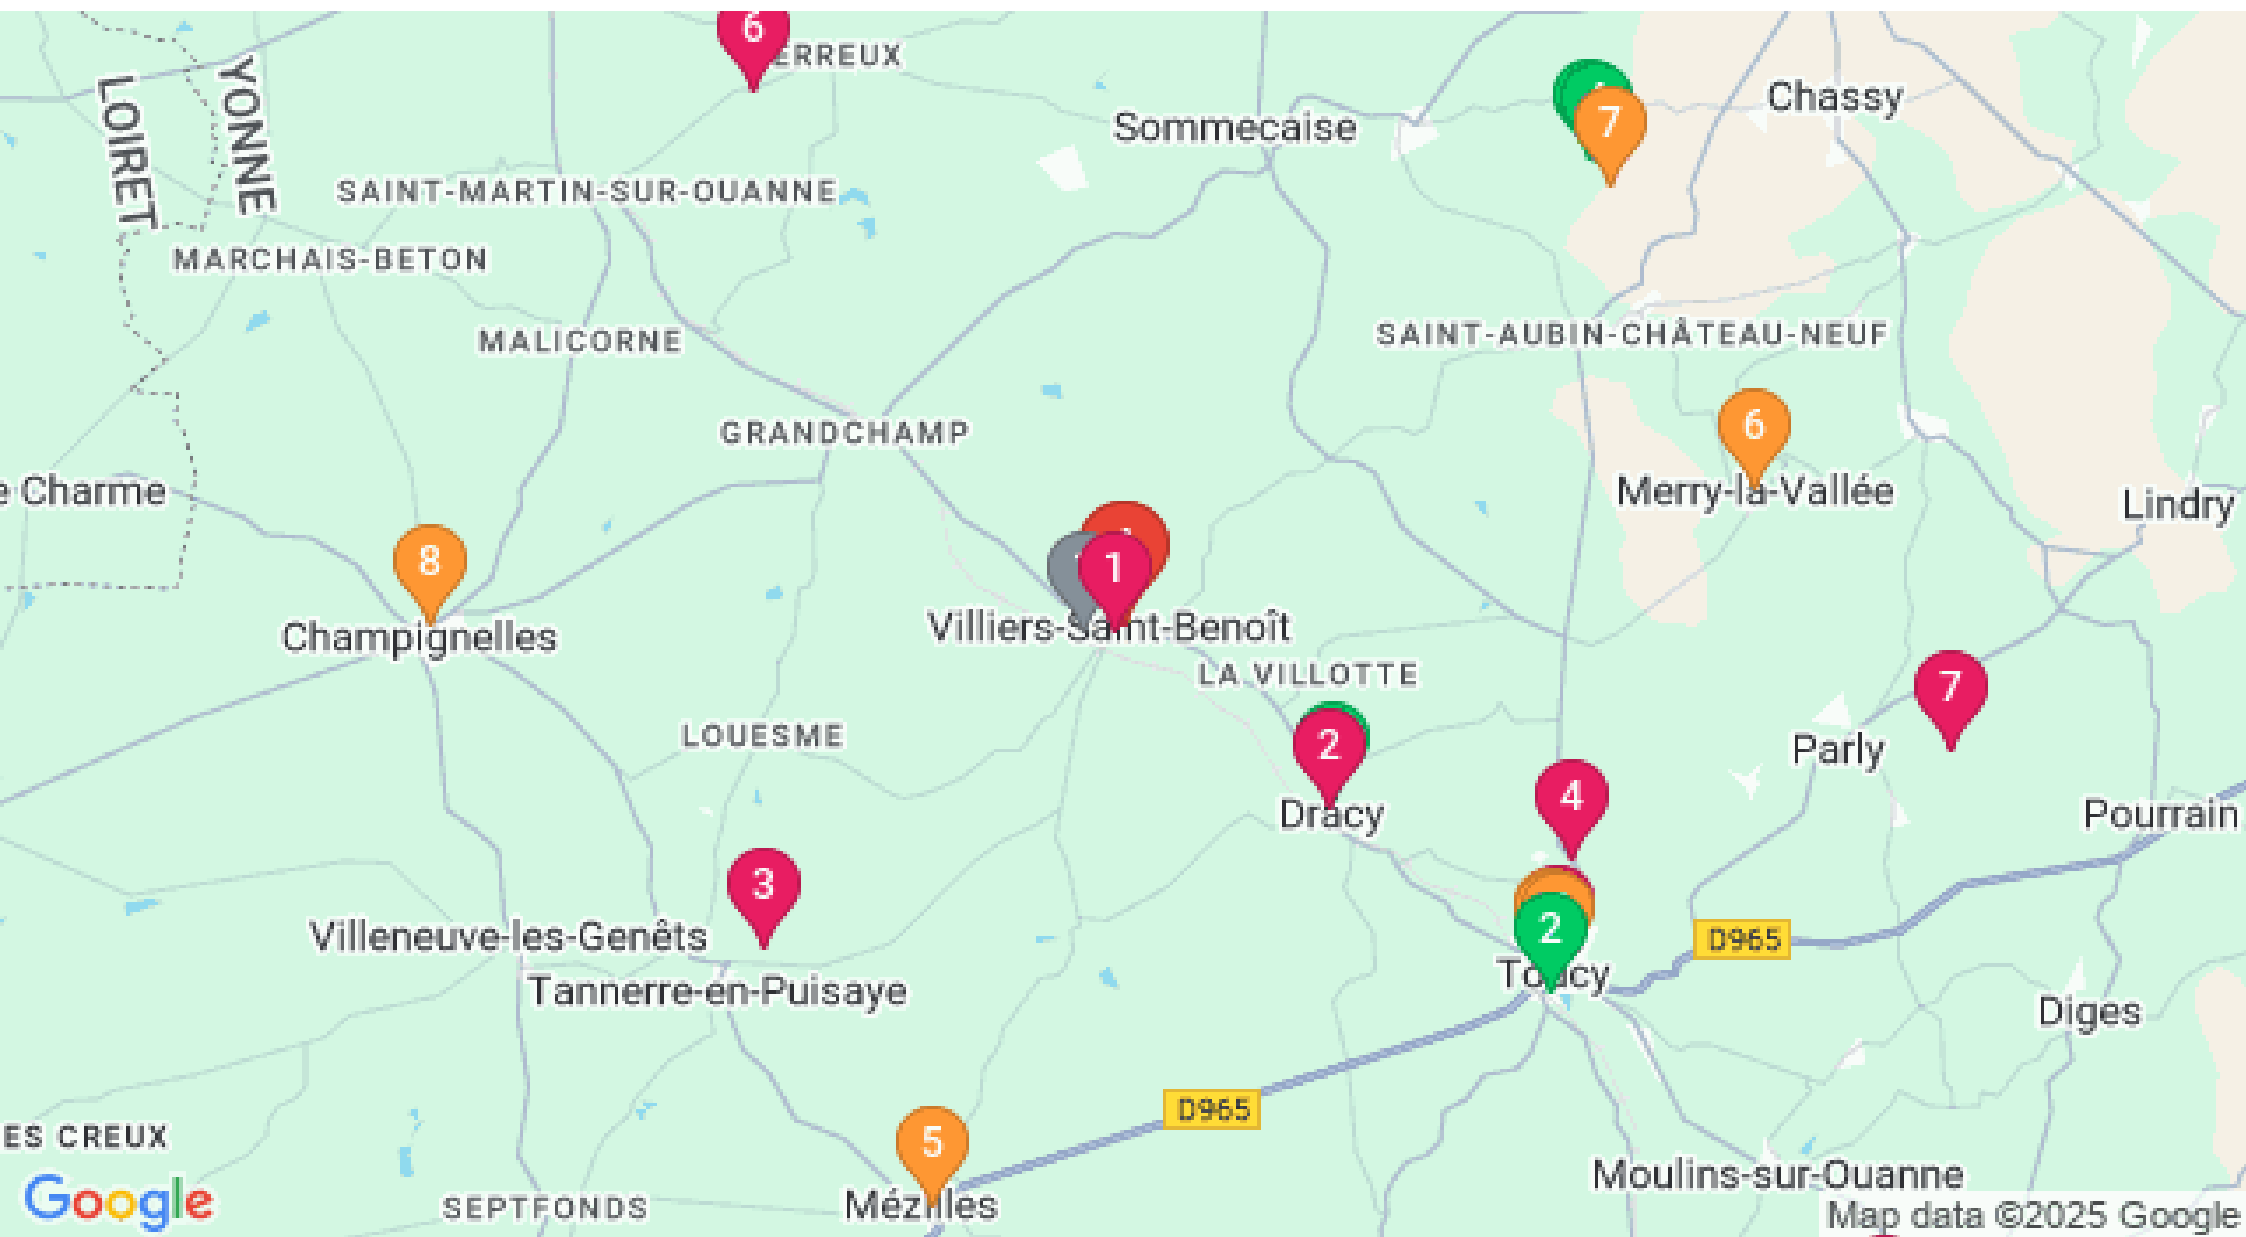 6
ERREUX
YONNE
LOIRET
Sommecaise
7
Chassy
SAINT-MARTIN-SUR-OUANNE
MARCHAIS-BETON
MALICORNE
SAINT-AUBIN-CHÂTEAU-NEUF
GRANDCHAMP
6
e Charme
Merry-la-Vallée
Lindry
8
1
Champignelles
Villiers-Saint-Benoît
LA VILLOTTE
7
LOUESME
2
Parly
4
Dracy
Pourrain
3
2
Villeneuve-les-Genêts
D965
Toucy
Tannerre-en-Puisaye
Diges
D965
ES CREUX
5
Moulins-sur-Ouanne
Google
SEPTFONDS
Mézilles
Map data ©2025 Google